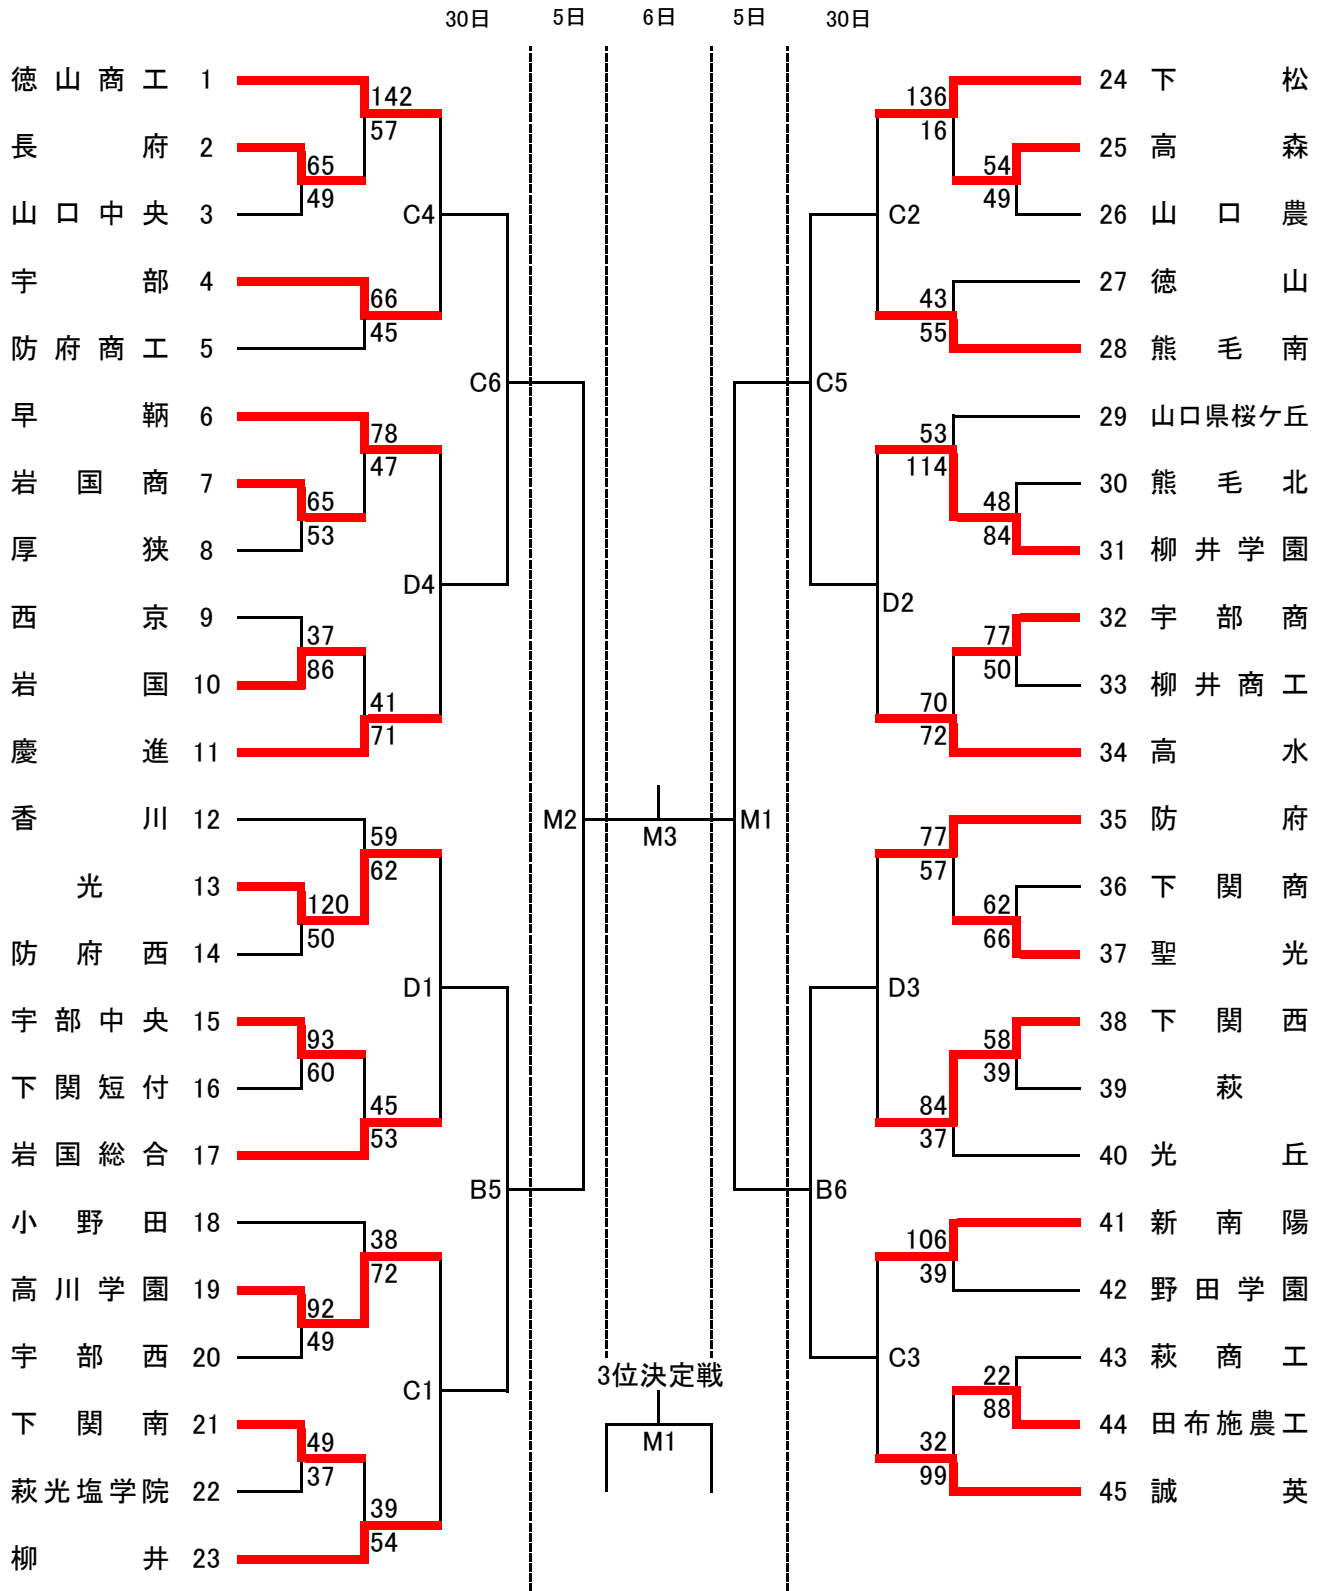 30日 5日 6日 5日 30日
徳山商工 1
142
57
長府 2
65
49
山口中央 3
C4
宇部 4
66
45
防府商工 5
C6
早鞆 6
78
47
岩国商 7
65
53
厚狭 8
D4
西京 9
37
86
岩国 10
41
71
慶進 11
香川 12
59
62
光 13
120
50
防府西 14
D1
宇部中央 15
93
60
下関短付 16
45
53
岩国総合 17
B5
小野田 18
38
72
高川学園 19
92
49
宇部西 20
C1
下関南 21
49
37
萩光塩学院 22
39
54
柳井 23
M2
M3
M1
3位決定戦
M1
24 下松
136
16
25 高森
54
49
26 山口農
C2
27 徳山
43
55
28 熊毛南
C5
29 山口県桜ケ丘
53
114
30 熊毛北
48
84
31 柳井学園
D2
32 宇部商
77
50
33 柳井商工
70
72
34 高水
35 防府
77
57
36 下関商
62
66
37 聖光
D3
38 下関西
58
39
39 萩
84
37
40 光丘
B6
41 新南陽
106
39
42 野田学園
C3
43 萩商工
22
88
44 田布施農工
32
99
45 誠英